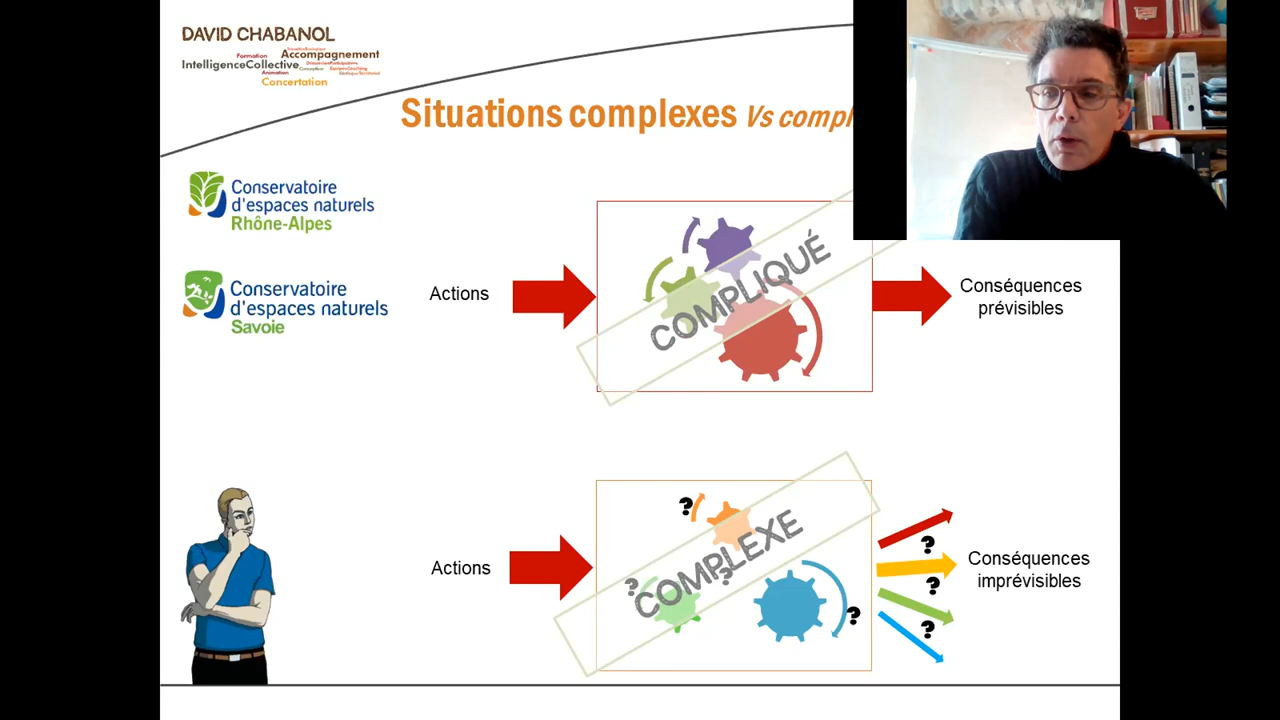 DAVID CHABANOL
Formation
Accompagnement
IntelligenceCollective
Animation
Concertation
Situations complexes Vs compl
Conservatoire
d'espaces naturels
Rhône-Alpes
Conservatoire
d'espaces naturels
Savoie
Actions
COMPLIQUÉ
Conséquences
prévisibles
Actions
?
?
?
?
COMPLEXE
?
?
?
Conséquences
imprévisibles